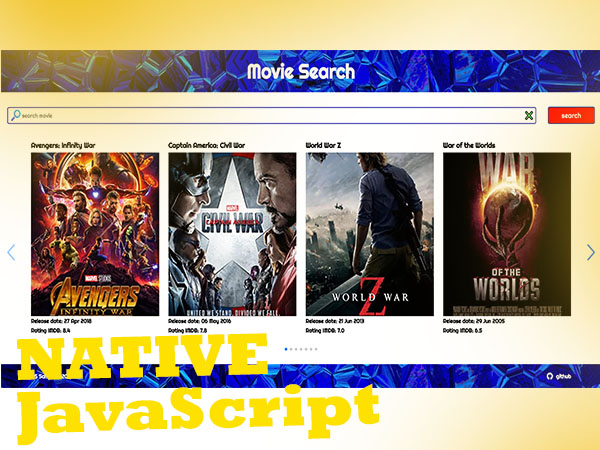 Movie Search
search movie
search
Avengers: Infinity War
Captain America: Civil War
World War Z
War of the Worlds
MARVEL STUDIOS
AVENGERS
INFINITY WAR
MARVEL
CAPTAIN AMERICA
CIVIL WAR
UNITED WE STAND. DIVIDED WE FALL.
WORLD WAR
Z
WAR
OF THE
WORLDS
Release date: 27 Apr 2018
Release date: 06 May 2016
Release date: 21 Jun 2013
Release date: 29 Jun 2005
Rating IMDB: 8.4
Rating IMDB: 7.8
Rating IMDB: 7.0
Rating IMDB: 6.5
github
NATIVE
JavaScript